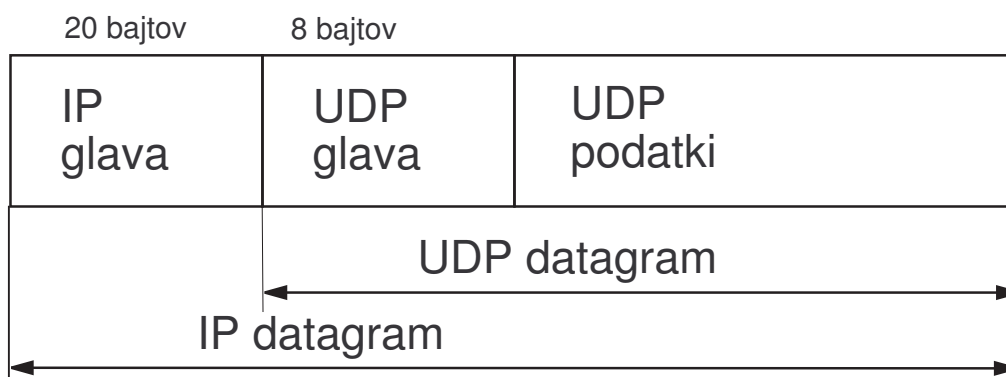 20 bajtov
8 bajtov
IP
glava
UDP
glava
UDP
podatki
UDP datagram
IP datagram